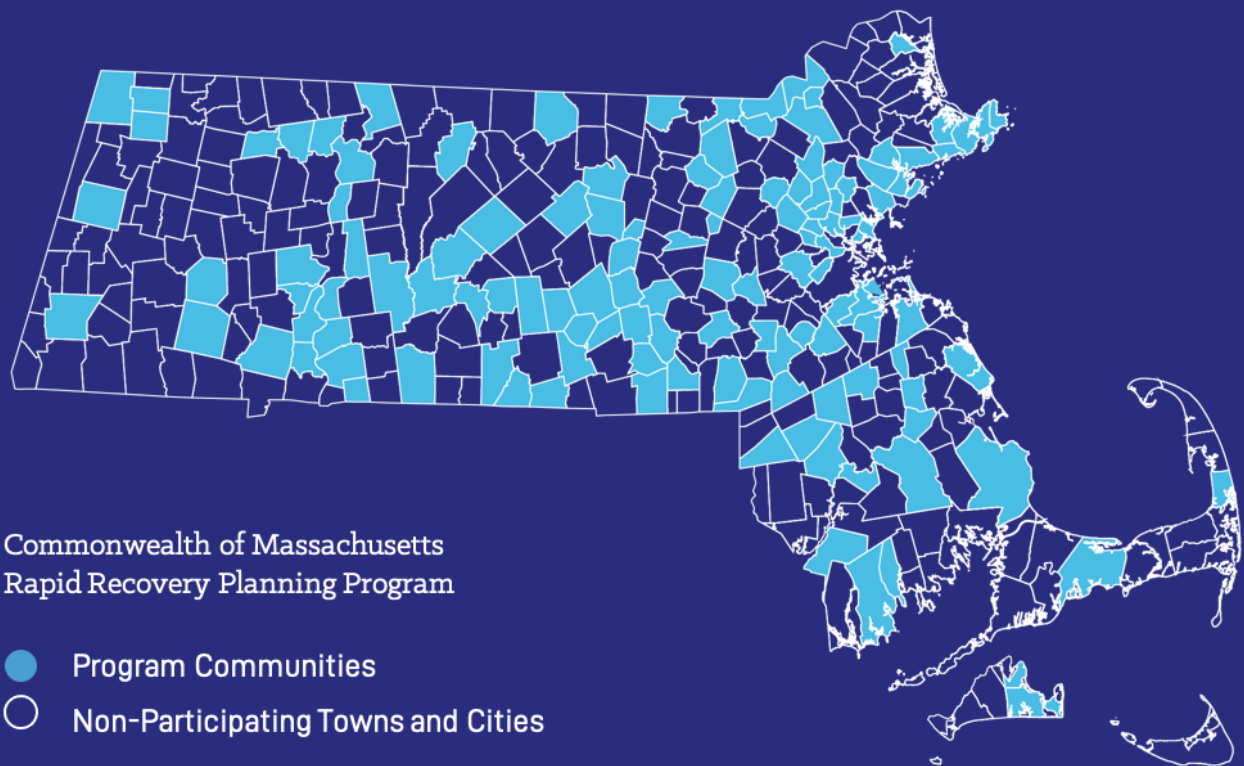 Commonwealth of Massachusetts
Rapid Recovery Planning Program
Program Communities
Non-Participating Towns and Cities